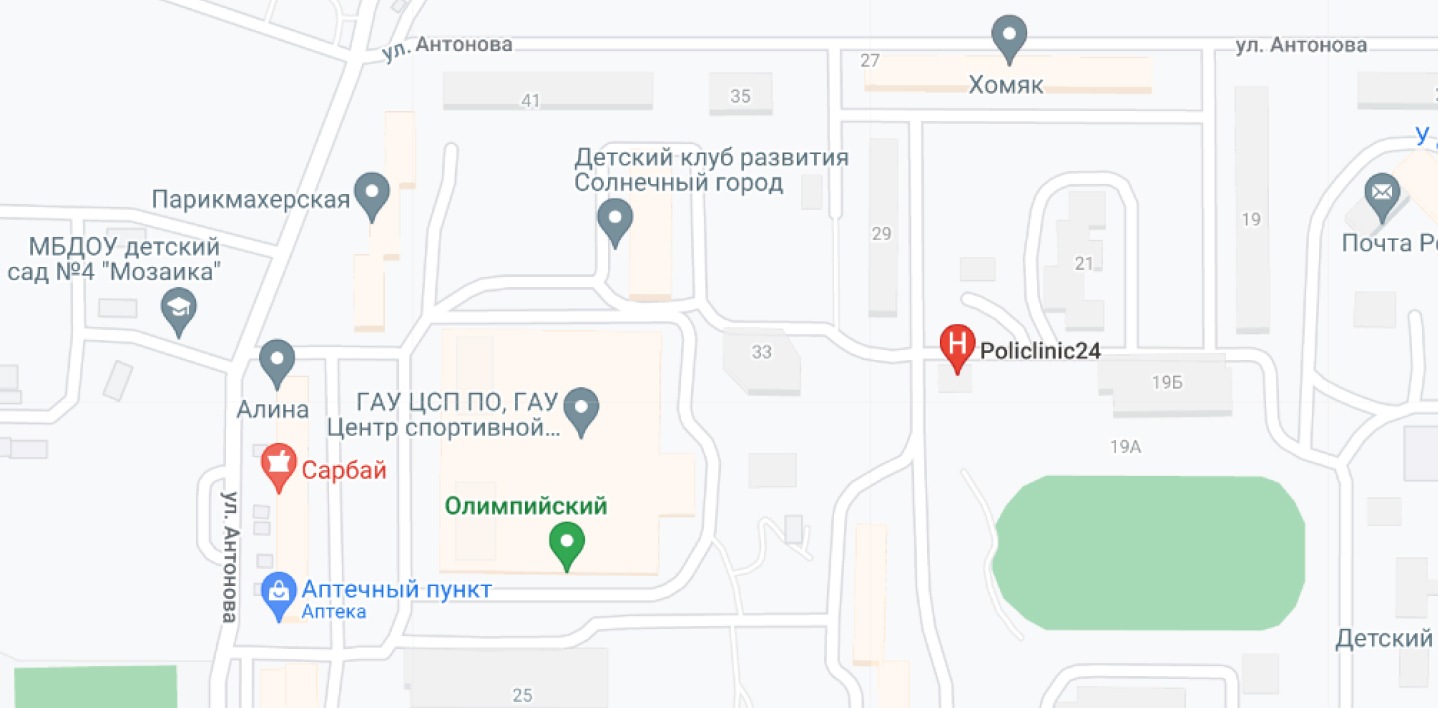 ул. Антонова
ул. Антонова
27
Хомяк
41
35
Детский клуб развития
Солнечный город
Парикмахерская
У
29
19
21
Почта Р
МБДОУ детский
сад №4 "Мозаика"
33
Policlinic24
19Б
Алина
ГАУ ЦСП ПО, ГАУ
Центр спортивной...
19А
Сарбай
Олимпийский
ул. Антонова
Аптечный пункт
Аптека
Детский
25